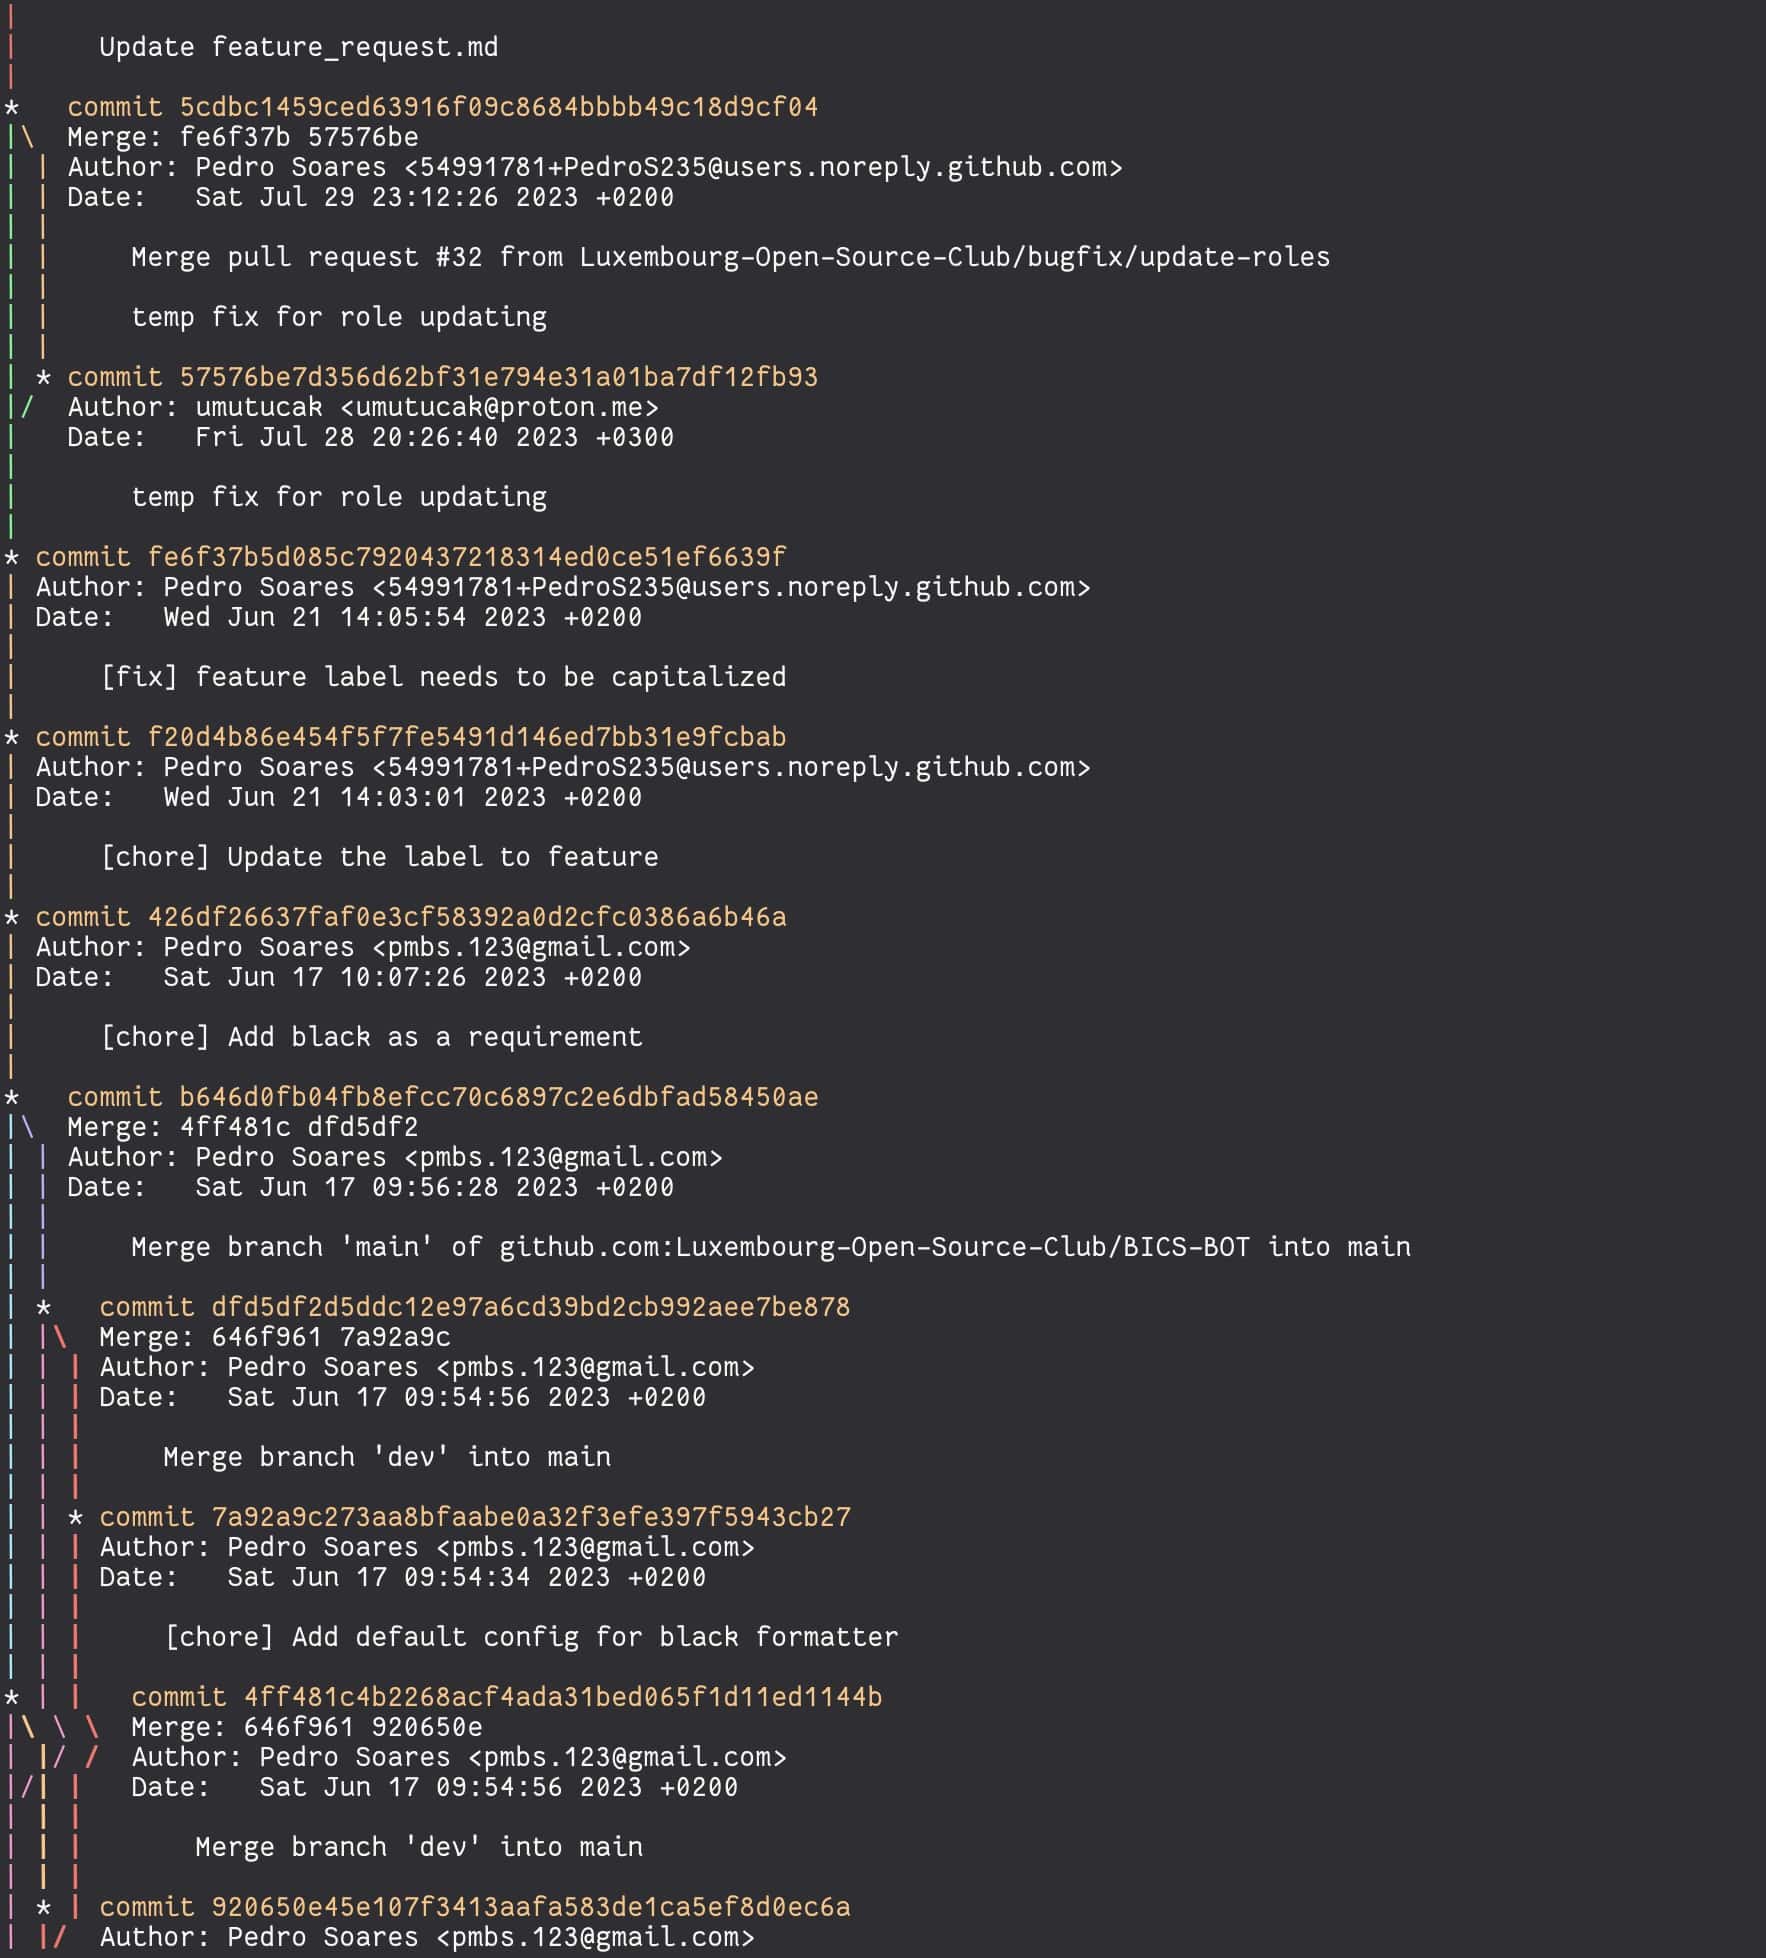 |
|     Update feature_request.md
|
*   commit 5cdbc1459ced63916f09c8684bbbb49c18d9cf04
|\  Merge: fe6f37b 57576be
| | Author: Pedro Soares <54991781+PedroS235@users.noreply.github.com>
| | Date:   Sat Jul 29 23:12:26 2023 +0200
| |
| |     Merge pull request #32 from Luxembourg-Open-Source-Club/bugfix/update-roles
| |
| |     temp fix for role updating
| |
| * commit 57576be7d356d62bf31e794e31a01ba7df12fb93
|/  Author: umutucak <umutucak@proton.me>
|   Date:   Fri Jul 28 20:26:40 2023 +0300
|
|       temp fix for role updating
|
* commit fe6f37b5d085c7920437218314ed0ce51ef6639f
| Author: Pedro Soares <54991781+PedroS235@users.noreply.github.com>
| Date:   Wed Jun 21 14:05:54 2023 +0200
|
|     [fix] feature label needs to be capitalized
|
* commit f20d4b86e454f5f7fe5491d146ed7bb31e9fcbab
| Author: Pedro Soares <54991781+PedroS235@users.noreply.github.com>
| Date:   Wed Jun 21 14:03:01 2023 +0200
|
|     [chore] Update the label to feature
|
* commit 426df26637faf0e3cf58392a0d2cfc0386a6b46a
| Author: Pedro Soares <pmbs.123@gmail.com>
| Date:   Sat Jun 17 10:07:26 2023 +0200
|
|     [chore] Add black as a requirement
|
*   commit b646d0fb04fb8efcc70c6897c2e6dbfad58450ae
|\  Merge: 4ff481c dfd5df2
| | Author: Pedro Soares <pmbs.123@gmail.com>
| | Date:   Sat Jun 17 09:56:28 2023 +0200
| |
| |     Merge branch 'main' of github.com:Luxembourg-Open-Source-Club/BICS-BOT into main
| |
| *   commit dfd5df2d5ddc12e97a6cd39bd2cb992aee7be878
| |\  Merge: 646f961 7a92a9c
| | | Author: Pedro Soares <pmbs.123@gmail.com>
| | | Date:   Sat Jun 17 09:54:56 2023 +0200
| | |
| | |     Merge branch 'dev' into main
| | |
| | * commit 7a92a9c273aa8bfaabe0a32f3efe397f5943cb27
| | | Author: Pedro Soares <pmbs.123@gmail.com>
| | | Date:   Sat Jun 17 09:54:34 2023 +0200
| | |
| | |     [chore] Add default config for black formatter
| | |
* | |   commit 4ff481c4b2268acf4ada31bed065f1d11ed1144b
|\ \ \  Merge: 646f961 920650e
| |/ /  Author: Pedro Soares <pmbs.123@gmail.com>
|/| |   Date:   Sat Jun 17 09:54:56 2023 +0200
| | |
| | |       Merge branch 'dev' into main
| | |
| * | commit 920650e45e107f3413aafa583de1ca5ef8d0ec6a
| |/  Author: Pedro Soares <pmbs.123@gmail.com>